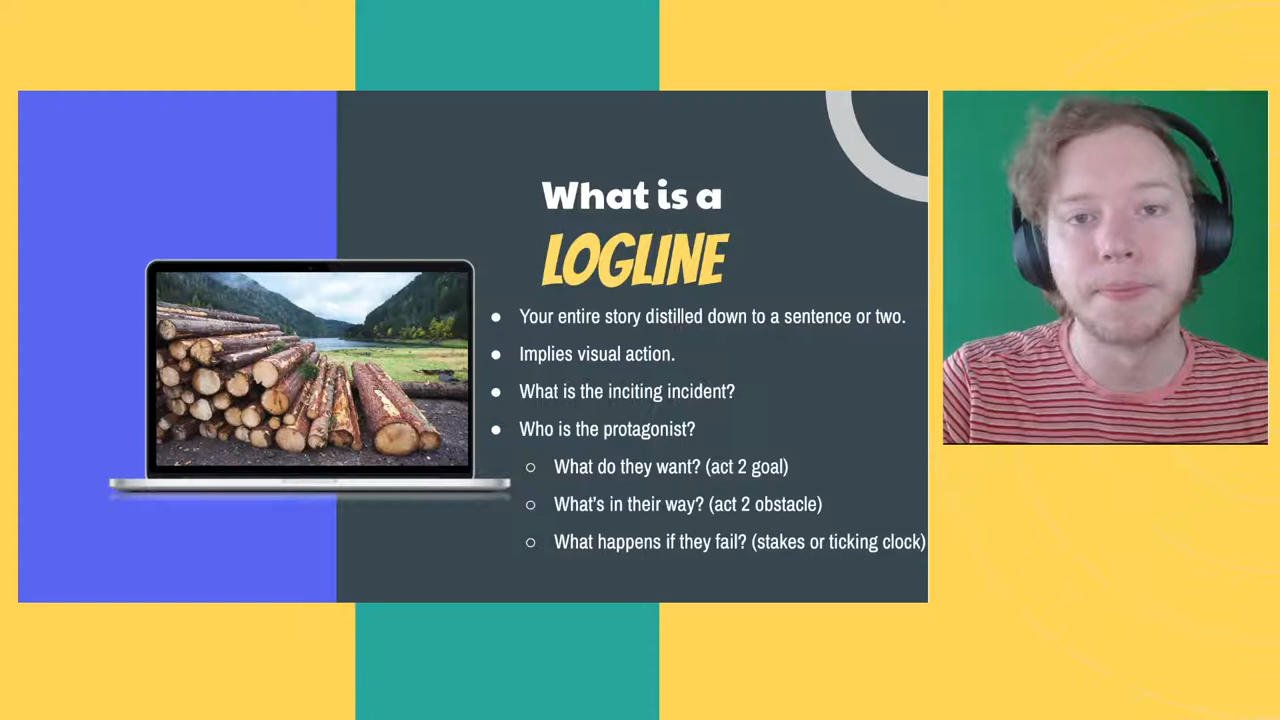 What is a
LOGLINE
● Your entire story distilled down to a sentence or two.
● Implies visual action.
● What is the inciting incident?
● Who is the protagonist?
○ What do they want? (act 2 goal)
○ What's in their way? (act 2 obstacle)
○ What happens if they fail? (stakes or ticking clock)